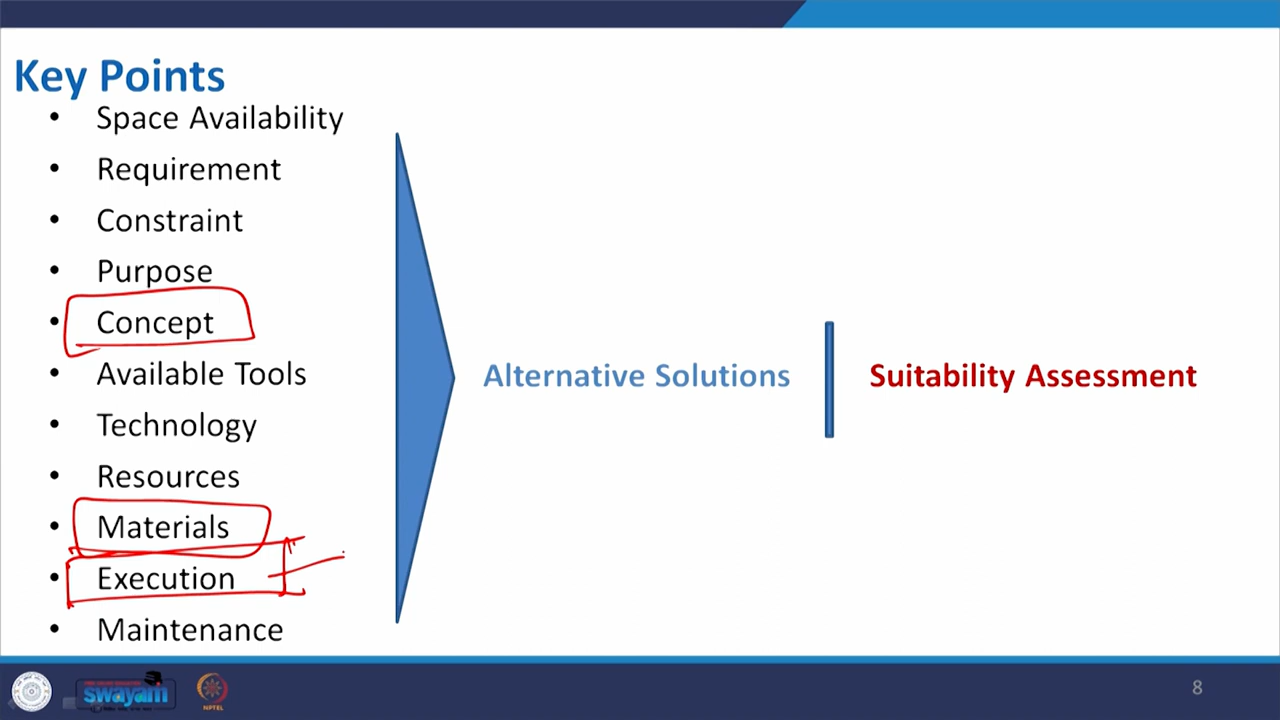 Key Points
• Space Availability
• Requirement
• Constraint
• Purpose
• Concept
• Available Tools
• Technology
• Resources
• Materials
• Execution
• Maintenance
Alternative Solutions
Suitability Assessment
swayam
NPTEL
8